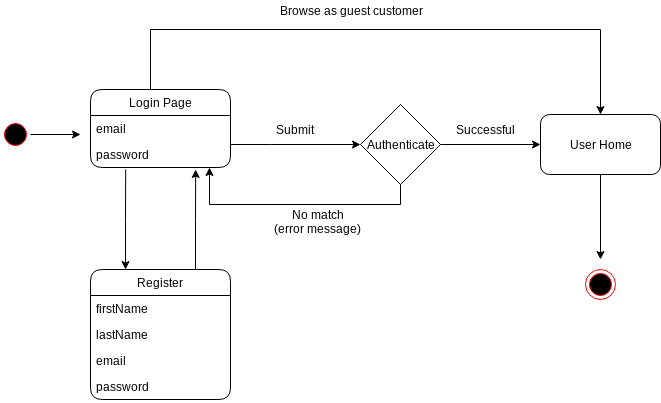 Browse as guest customer
Login Page
email
password
Submit
Authenticate
Successful
User Home
No match
(error message)
Register
firstName
lastName
email
password